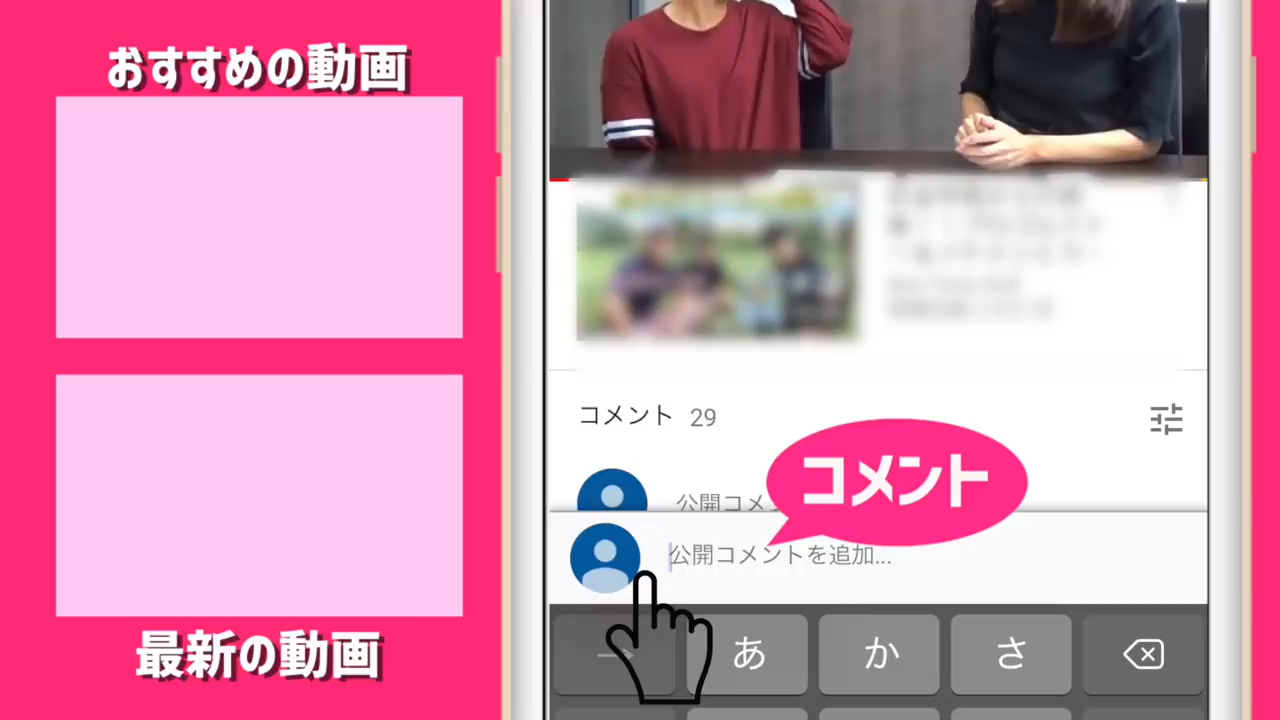 おすすめの動画
最新の動画
コメント 29
コメント
公開コメン
公開コメントを追加...
→ あ か さ